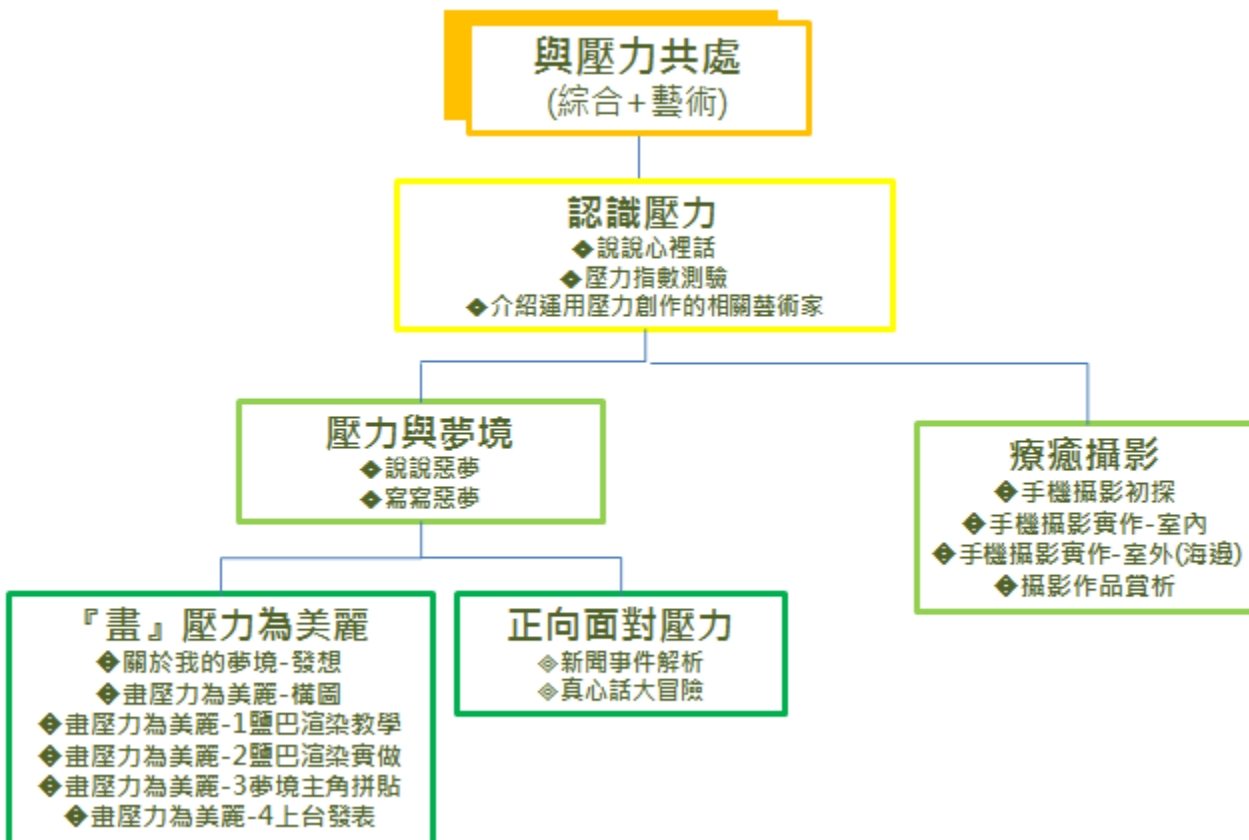 與壓力共處
(綜合+藝術)
認識壓力
◆說說心裡話
◆壓力指數測驗
◆介紹運用壓力創作的相關藝術家
壓力與夢境
◆說說惡夢
◆寫寫惡夢
療癒攝影
◆手機攝影初探
◆手機攝影實作-室內
◆手機攝影實作-室外(海邊)
◆攝影作品賞析
『畫』壓力為美麗
◆關於我的夢境-發想
◆畫壓力為美麗-構圖
◆畫壓力為美麗-1鹽巴渲染教學
◆畫壓力為美麗-2鹽巴渲染實做
◆畫壓力為美麗-3夢境主角拼貼
◆畫壓力為美麗-4上台發表
正向面對壓力
◈新聞事件解析
◈真心話大冒險